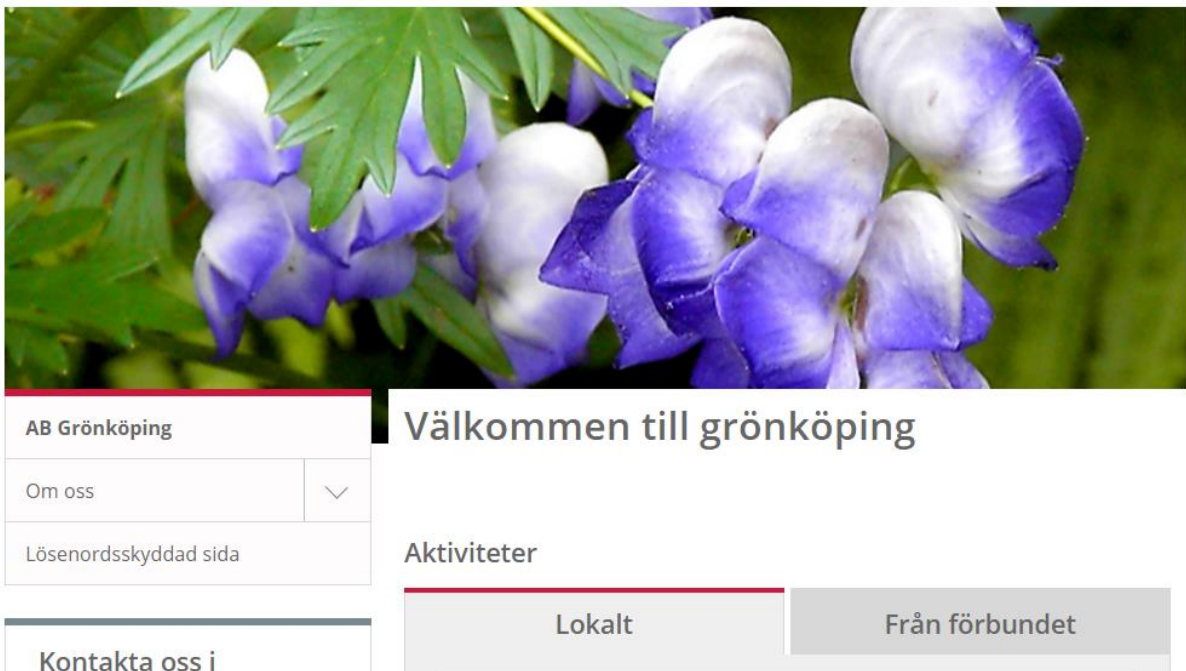 AB Grönköping
Om oss
Lösenordsskyddad sida
Kontakta oss i
Välkommen till grönköping
Aktiviteter
Lokalt
Från förbundet